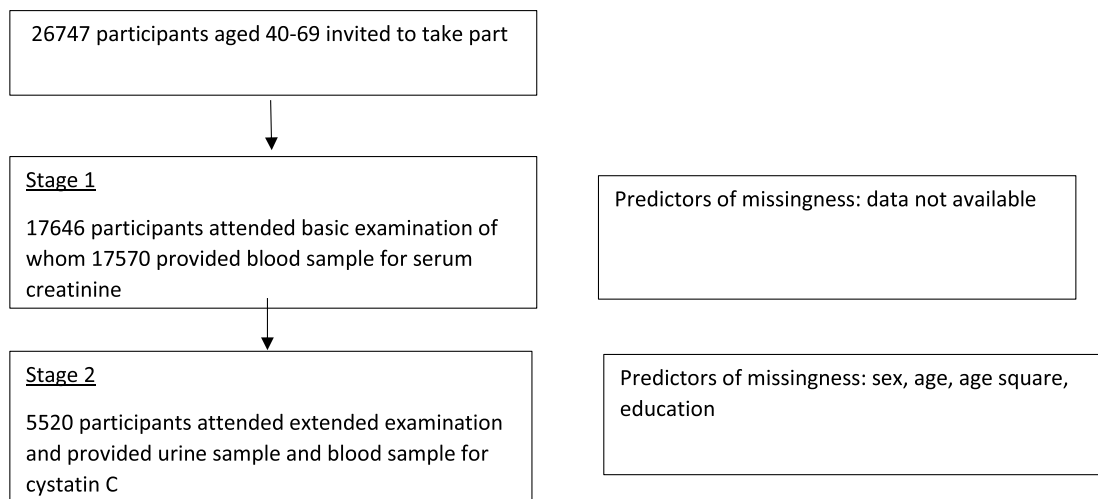 26747 participants aged 40-69 invited to take part
Stage 1
17646 participants attended basic examination of
whom 17570 provided blood sample for serum
creatinine
Predictors of missingness: data not available
Stage 2
5520 participants attended extended examination
and provided urine sample and blood sample for
cystatin C
Predictors of missingness: sex, age, age square,
education